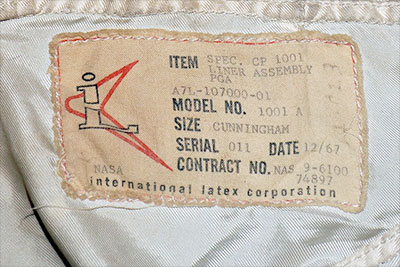 ITEM SPEC. CP 1001
LINER ASSEMBLY
PGA
A7L-107000-01
MODEL NO. 1001 A
SIZE CUNNINGHAM
SERIAL 011 DATE 12/67
CONTRACT NO. NAS 9-6100
NASA 74897
international latex corporation